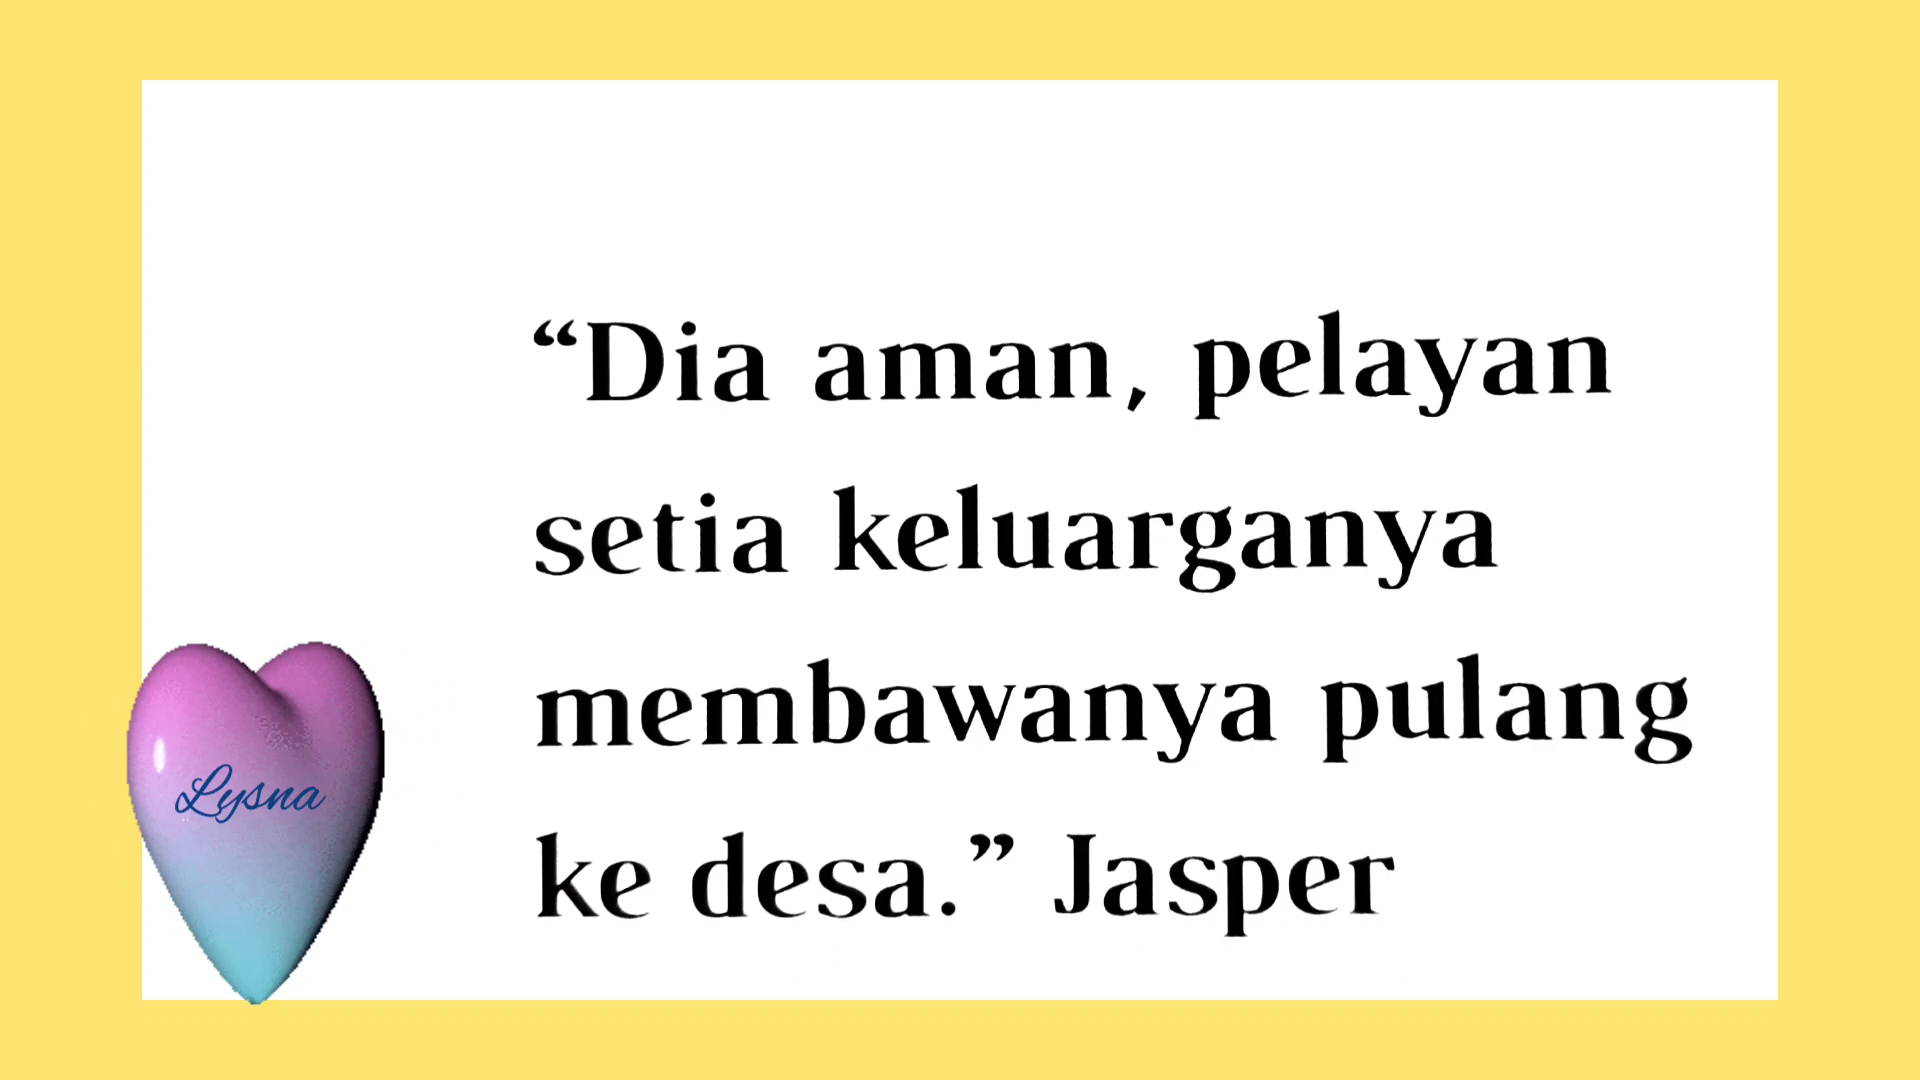 “Dia aman, pelayan
setia keluarganya
membawanya pulang
ke desa.” Jasper
Lysna